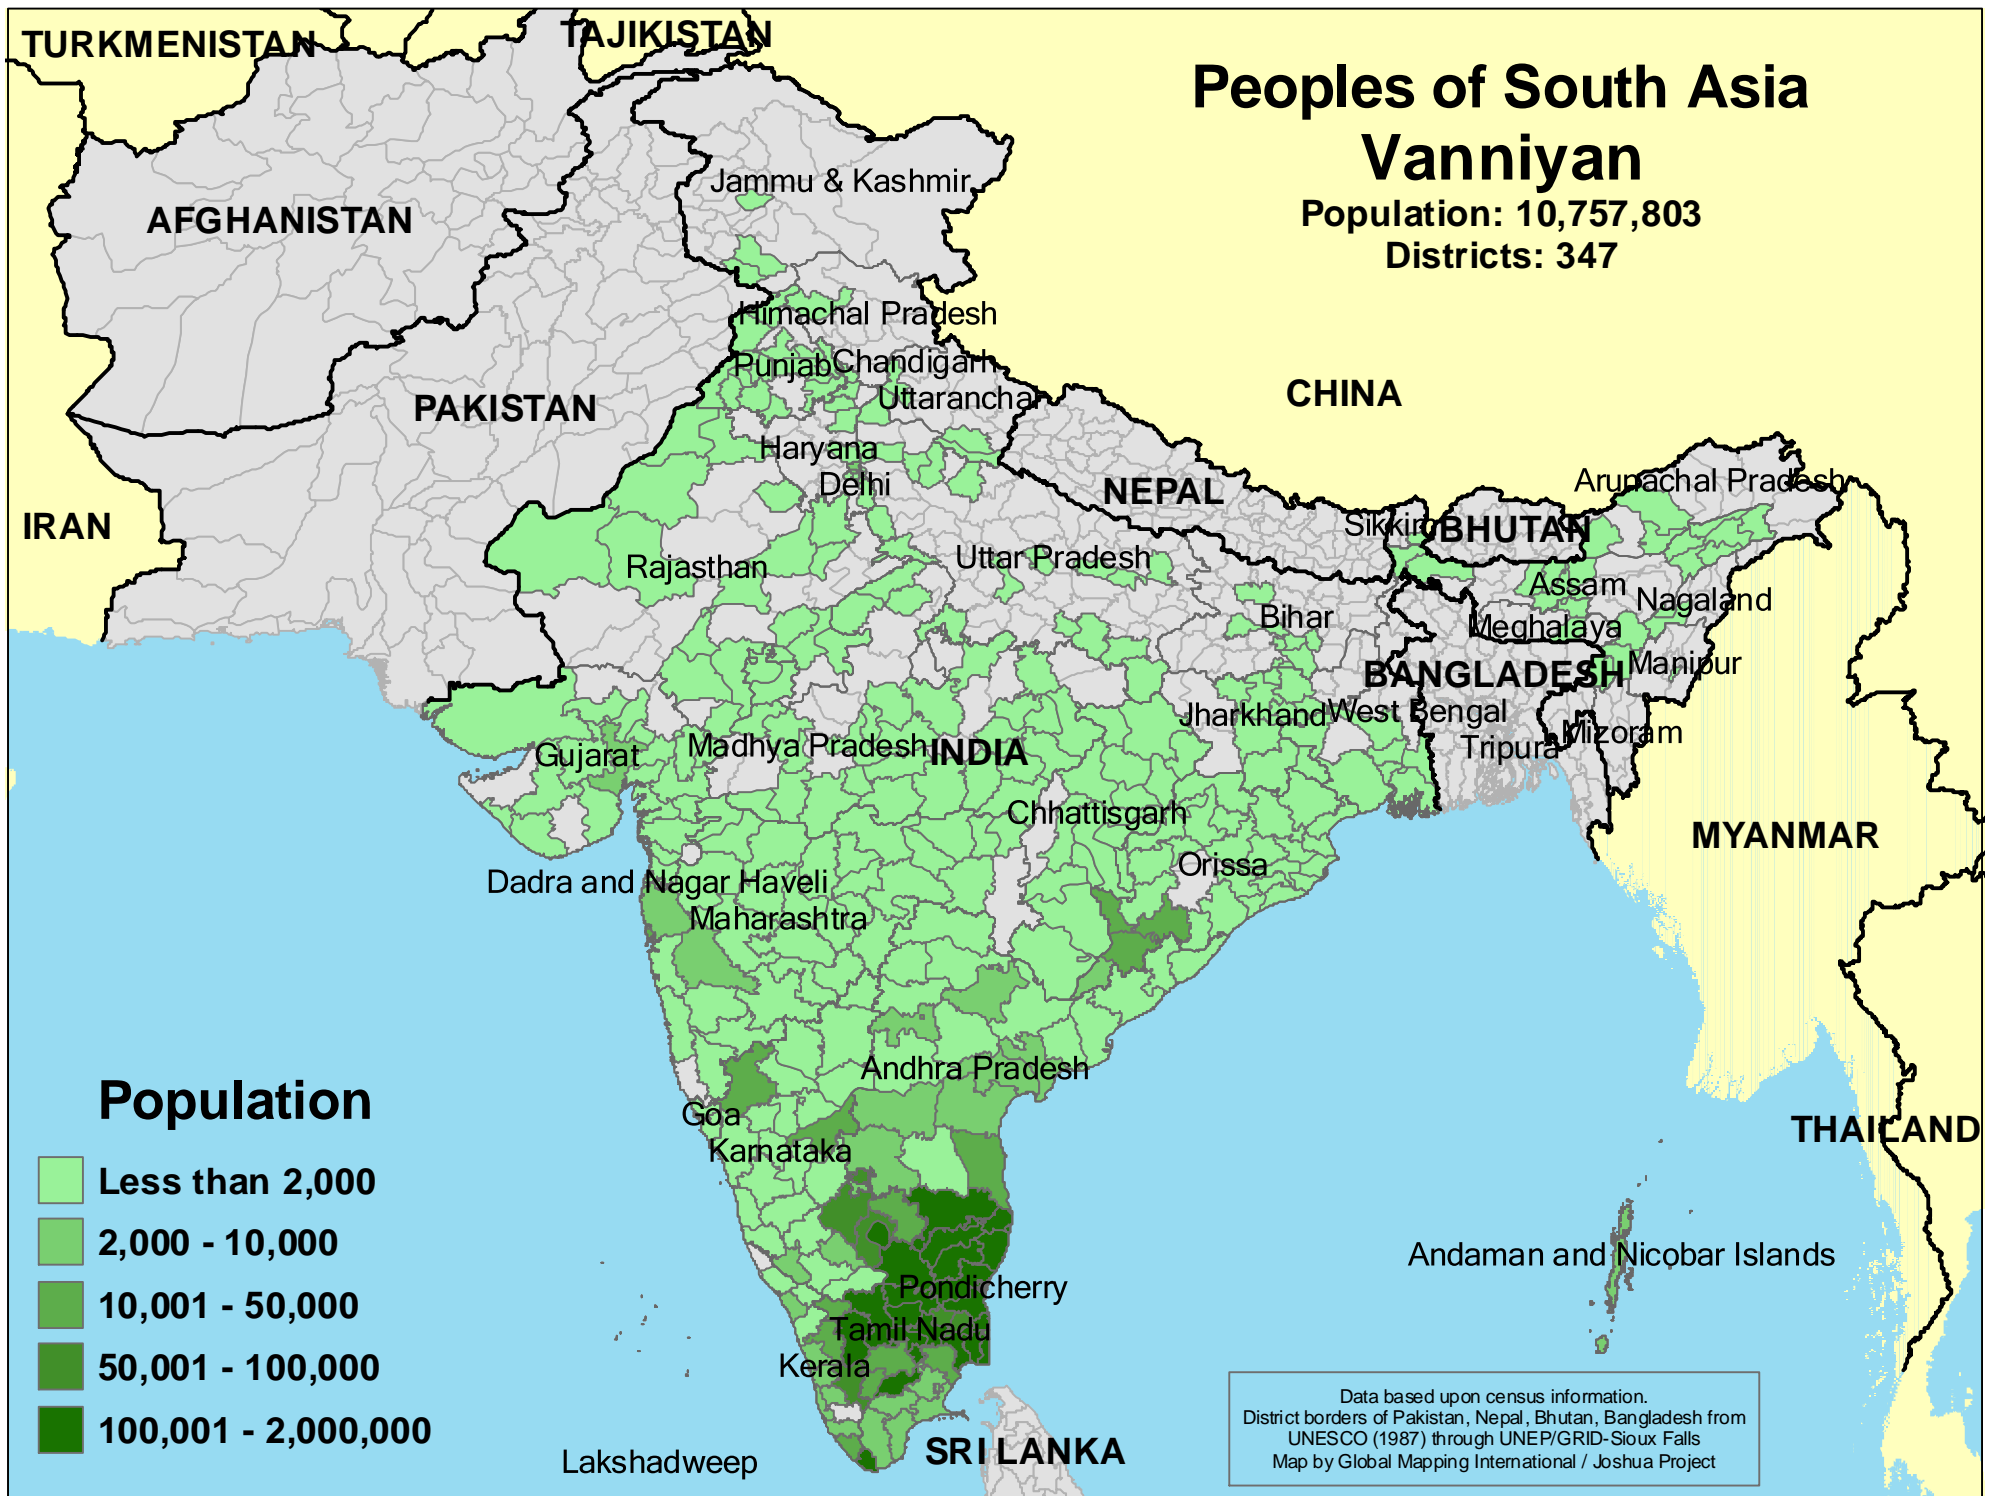 TURKMENISTAN
TAJIKISTAN
Peoples of South Asia
Vanniyan
Population: 10,757,803
Districts: 347
Jammu & Kashmir
AFGHANISTAN
Himachal Pradesh
Punjab
Chandigarh
Uttaranchal
CHINA
PAKISTAN
Haryana
Delhi
NEPAL
Arunachal Pradesh
IRAN
Sikkim
BHUTAN
Rajasthan
Uttar Pradesh
Assam
Nagaland
Bihar
Meghalaya
BANGLADESH
Manipur
Jharkhand
West Bengal
Gujarat
Madhya Pradesh
INDIA
Tripura
Mizoram
Chhattisgarh
MYANMAR
Orissa
Dadra and Nagar Haveli
Maharashtra
Andhra Pradesh
Goa
Karnataka
THAILAND
Andaman and Nicobar Islands
Pondicherry
Tamil Nadu
Kerala
Lakshadweep
SRI LANKA
Population
Less than 2,000
2,000 - 10,000
10,001 - 50,000
50,001 - 100,000
100,001 - 2,000,000
Data based upon census information.
District borders of Pakistan, Nepal, Bhutan, Bangladesh from
UNESCO (1987) through UNEP/GRID-Sioux Falls
Map by Global Mapping International / Joshua Project